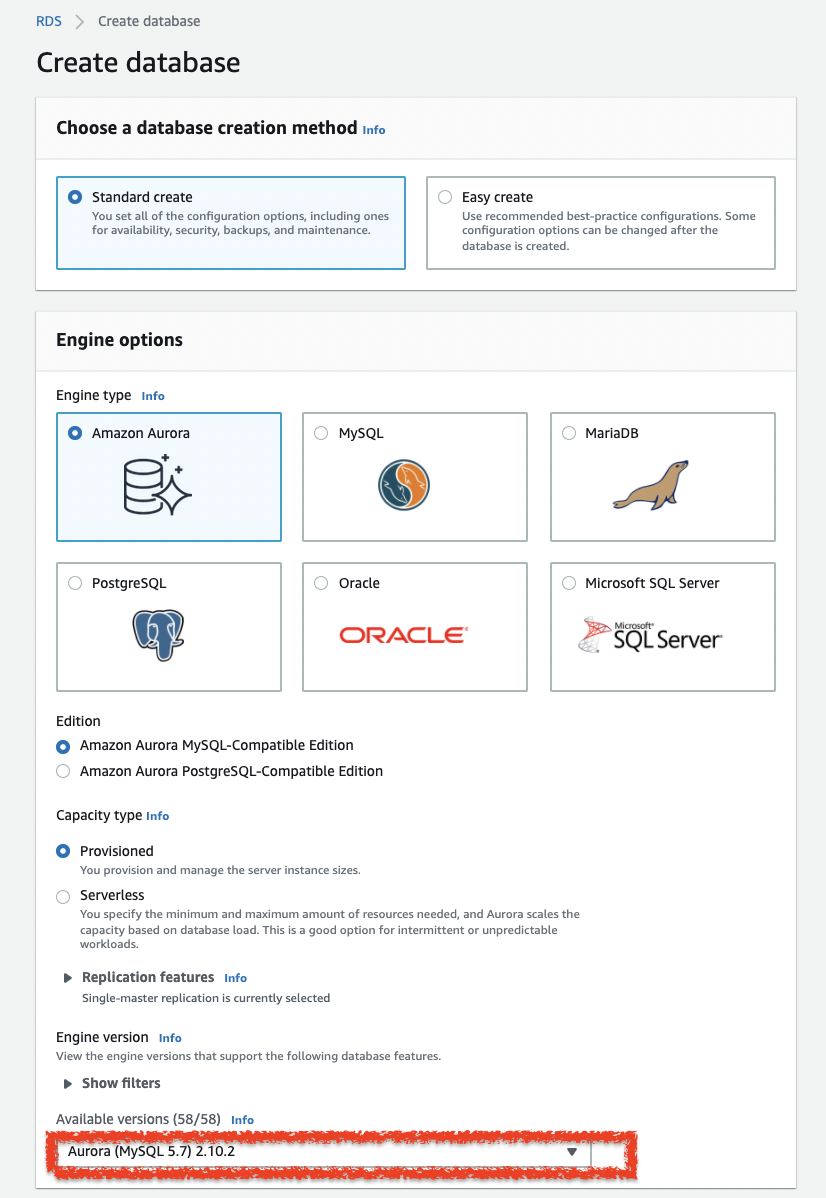 RDS > Create database
Create database
Choose a database creation method Info
Standard create
You set all of the configuration options, including ones
for availability, security, backups, and maintenance.
Easy create
Use recommended best-practice configurations. Some
configuration options can be changed after the
database is created.
Engine options
Engine type Info
Amazon Aurora
MySQL
MariaDB
PostgreSQL
Oracle
ORACLE®
Microsoft SQL Server
Microsoft®
SQL Server®
Edition
Amazon Aurora MySQL-Compatible Edition
Amazon Aurora PostgreSQL-Compatible Edition
Capacity type Info
Provisioned
You provision and manage the server instance sizes.
Serverless
You specify the minimum and maximum amount of resources needed, and Aurora scales the
capacity based on database load. This is a good option for intermittent or unpredictable
workloads.
Replication features Info
Single-master replication is currently selected
Engine version Info
View the engine versions that support the following database features.
Show filters
Available versions (58/58) Info
Aurora (MySQL 5.7) 2.10.2